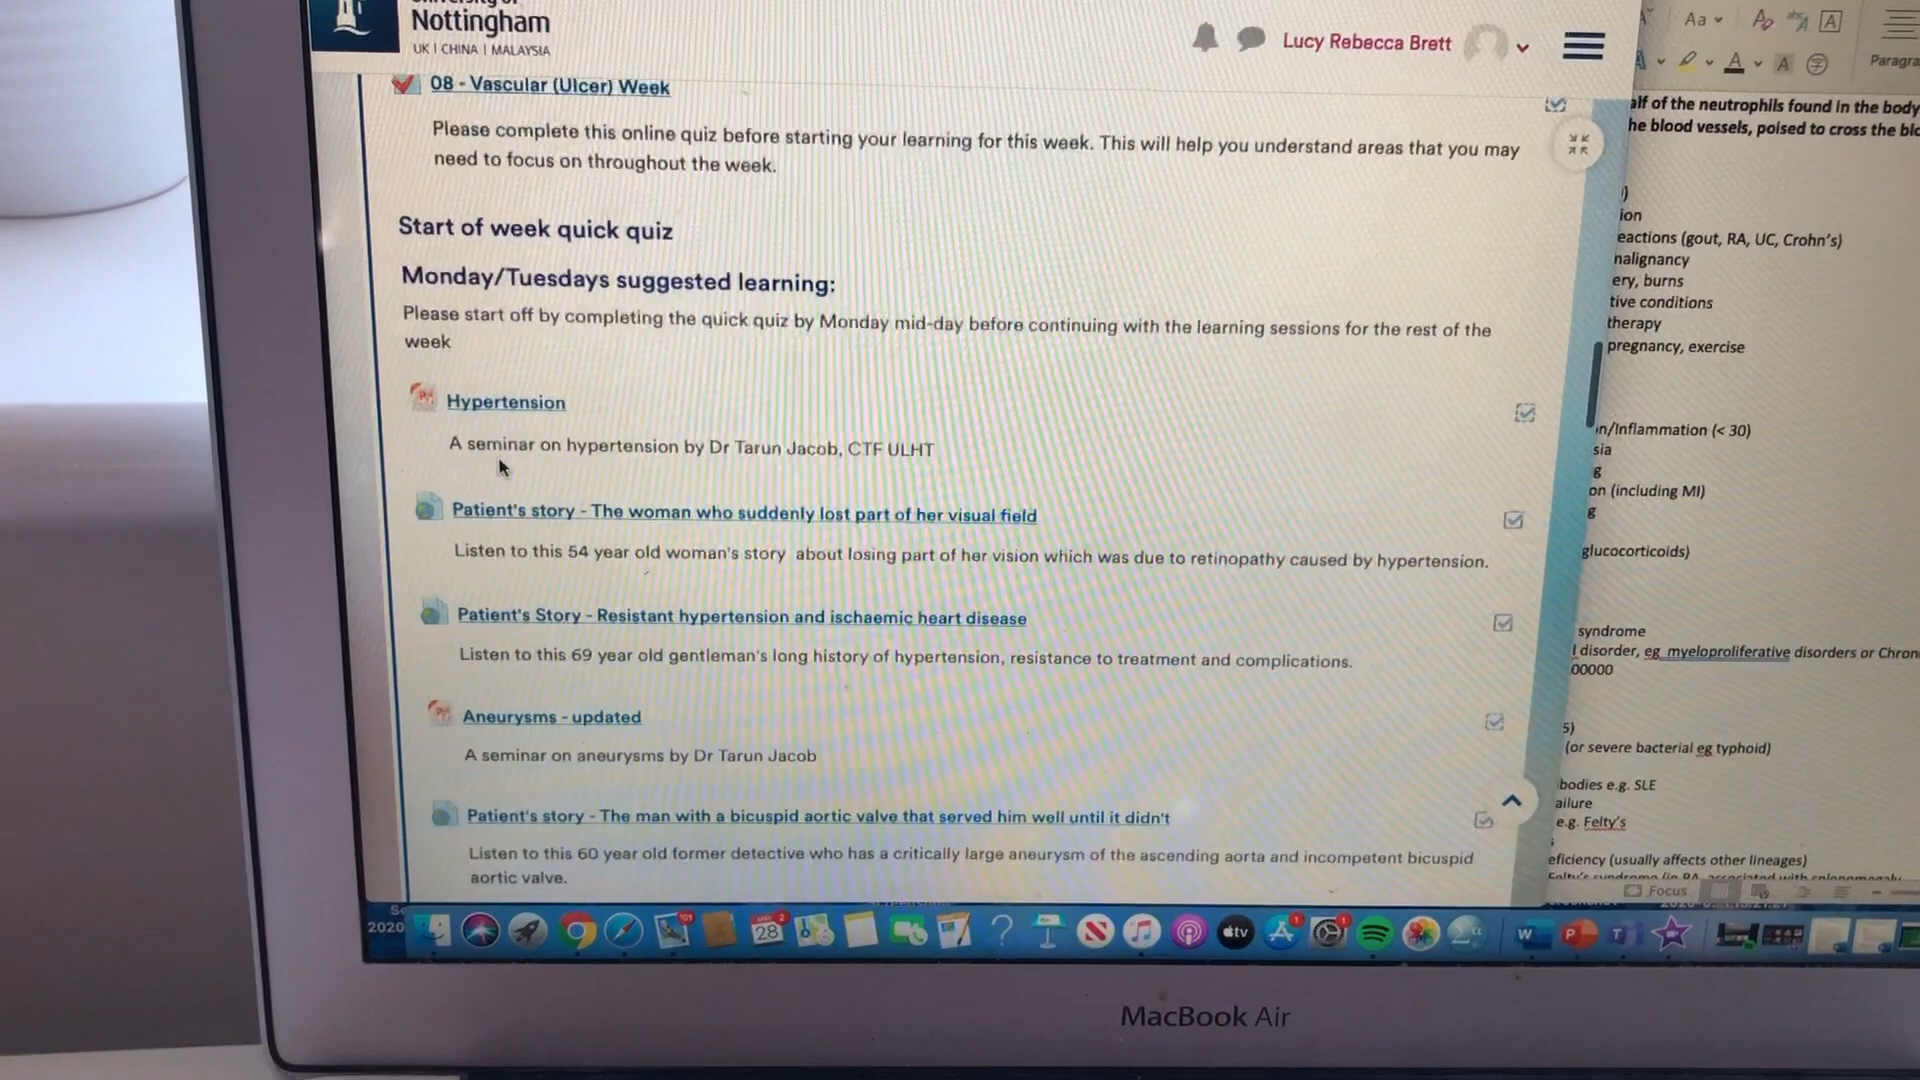 Nottingham
UK | CHINA | MALAYSIA
Lucy Rebecca Brett
08 - Vascular (Ulcer) Week
Please complete this online quiz before starting your learning for this week. This will help you understand areas that you may
need to focus on throughout the week.
Start of week quick quiz
Monday/Tuesdays suggested learning:
Please start off by completing the quick quiz by Monday mid-day before continuing with the learning sessions for the rest of the
week
Hypertension
A seminar on hypertension by Dr Tarun Jacob, CTF ULHT
Patient's story - The woman who suddenly lost part of her visual field
Listen to this 54 year old woman's story about losing part of her vision which was due to retinopathy caused by hypertension.
Patient's Story - Resistant hypertension and ischaemic heart disease
Listen to this 69 year old gentleman's long history of hypertension, resistance to treatment and complications.
Aneurysms - updated
A seminar on aneurysms by Dr Tarun Jacob
Patient's story - The man with a bicuspid aortic valve that served him well until it didn't
Listen to this 60 year old former detective who has a critically large aneurysm of the ascending aorta and incompetent bicuspid
aortic valve.
Aa
Paragra
alf of the neutrophils found in the body
he blood vessels, poised to cross the blo
)
ion
eactions (gout, RA, UC, Crohn's)
nalignancy
ery, burns
tive conditions
therapy
pregnancy, exercise
n/Inflammation (< 30)
sia
g
on (including MI)
g
glucocorticoids)
syndrome
l disorder, eg myeloproliferative disorders or Chron
00000
5)
(or severe bacterial eg typhoid)
bodies e.g. SLE
ailure
e.g. Felty's
eficiency (usually affects other lineages)
Focus
2020
101
28
2
tv
1
1
W
P
T
MacBook Air